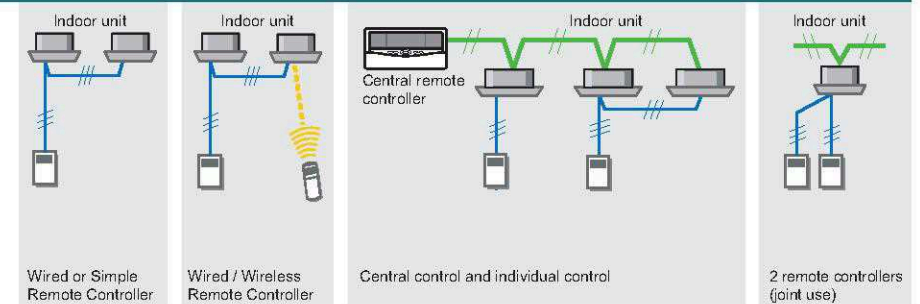 Indoor unit
Indoor unit
Indoor unit
Indoor unit
Central remote
controller
Wired or Simple
Remote Controller
Wired / Wireless
Remote Controller
Central control and individual control
2 remote controllers
(joint use)